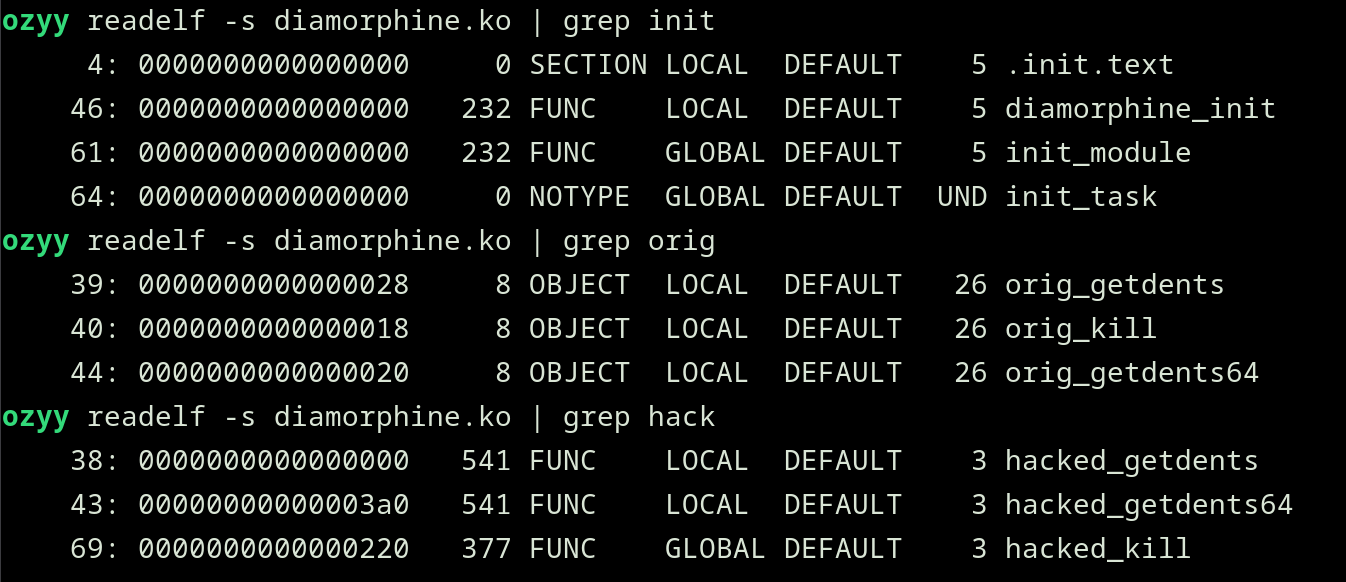 ozyy readelf -s diamorphine.ko | grep init
     4: 0000000000000000     0 SECTION LOCAL  DEFAULT    5 .init.text
    46: 0000000000000000   232 FUNC    LOCAL  DEFAULT    5 diamorphine_init
    61: 0000000000000000   232 FUNC    GLOBAL DEFAULT    5 init_module
    64: 0000000000000000     0 NOTYPE  GLOBAL DEFAULT  UND init_task
ozyy readelf -s diamorphine.ko | grep orig
    39: 0000000000000028     8 OBJECT  LOCAL  DEFAULT   26 orig_getdents
    40: 0000000000000018     8 OBJECT  LOCAL  DEFAULT   26 orig_kill
    44: 0000000000000020     8 OBJECT  LOCAL  DEFAULT   26 orig_getdents64
ozyy readelf -s diamorphine.ko | grep hack
    38: 0000000000000000   541 FUNC    LOCAL  DEFAULT    3 hacked_getdents
    43: 00000000000003a0   541 FUNC    LOCAL  DEFAULT    3 hacked_getdents64
    69: 0000000000000220   377 FUNC    GLOBAL DEFAULT    3 hacked_kill